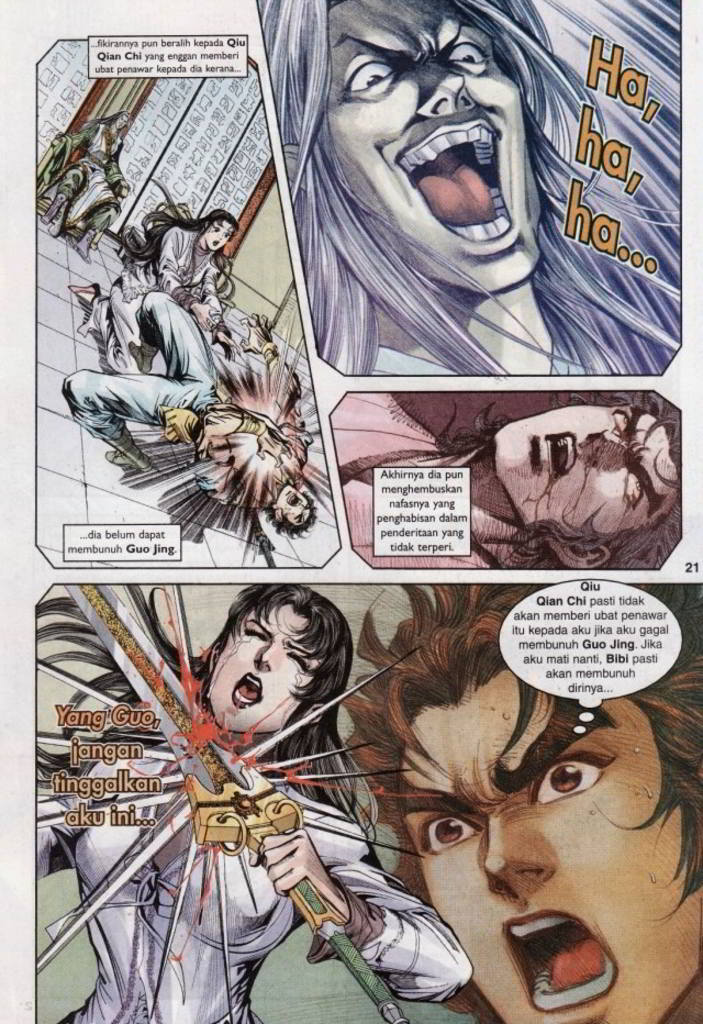 ...fikirannya pun beralih kepada Qiu
Qian Chi yang enggan memberi
ubat penawar kepada dia kerana...
Ha,
ha,
ha...
...dia belum dapat
membunuh Guo Jing.
Akhirnya dia pun
menghembuskan
nafasnya yang
penghabisan dalam
penderitaan yang
tidak terperi.
21
Yang Guo,
jangan
tinggalkan
aku ini...
Qiu
Qian Chi pasti tidak
akan memberi ubat penawar
itu kepada aku jika aku gagal
membunuh Guo Jing. Jika
aku mati nanti, Bibi pasti
akan membunuh
dirinya...